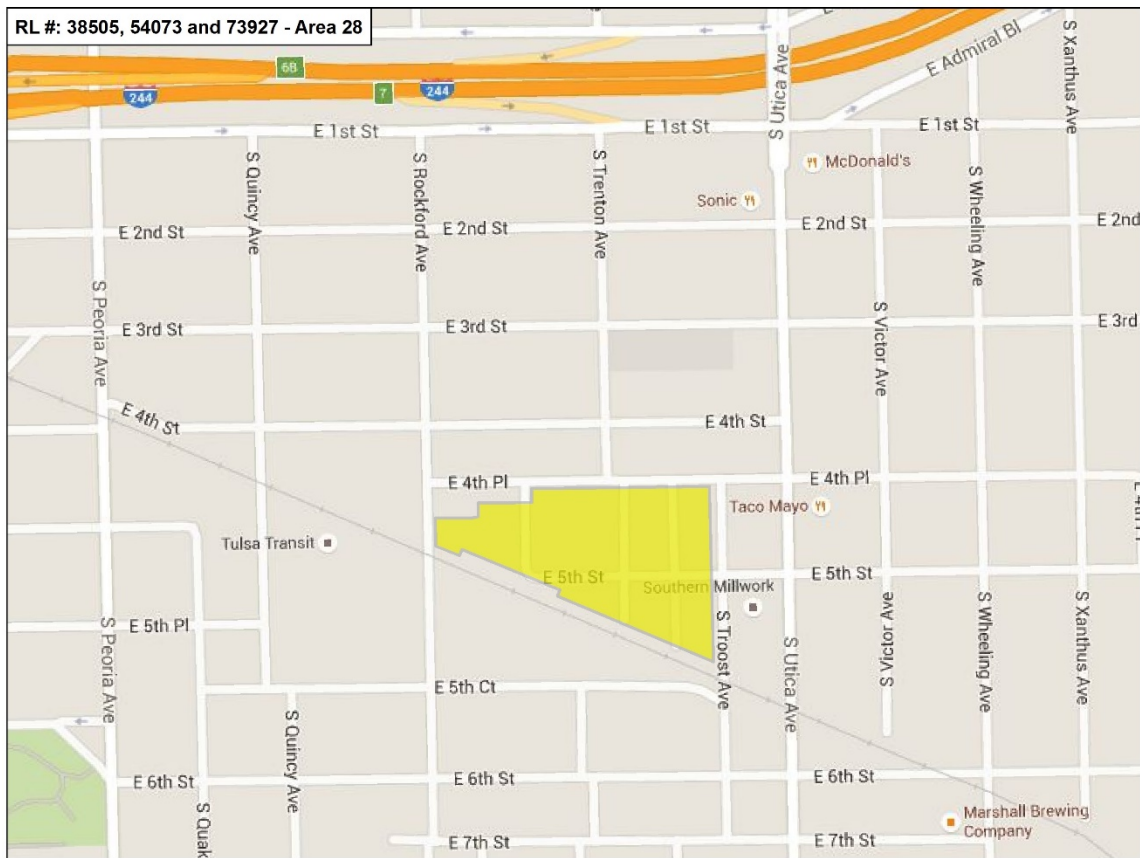 RL #: 38505, 54073 and 73927 - Area 28
6B
244
7
244
E Admiral Bl
S Xanthus Ave
S Utica Ave
E 1st St
E 1st St
E 1st St
S Quincy Ave
S Rockford Ave
S Trenton Ave
McDonald's
S Wheeling Ave
Sonic
E 2nd St
E 2nd St
E 2nd St
E 2nd
S Peoria Ave
S Victor Ave
E 3rd St
E 3rd St
E 3rd St
E 3rd
E 4th St
E 4th St
E 4th Pl
E 4th Pl
Taco Mayo
Tulsa Transit
E 5th St
Southern Millwork
E 5th St
E 5th Pl
S Peoria Ave
S Troost Ave
S Utica Ave
S Victor Ave
S Wheeling Ave
S Xanthus Ave
E 5th Ct
S Quincy Ave
E 6th St
E 6th St
E 6th St
S Quak
Marshall Brewing
Company
E 7th St
E 7th St